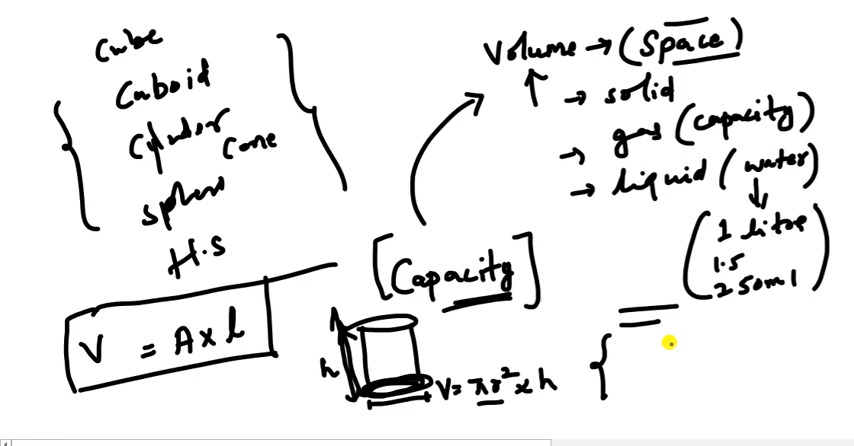 Cube
Cuboid
Cylinder
Cone
Sphere
H.S
V = A x h
Volume → (Space)
→ solid
→ gas (capacity)
→ liquid (water)
1 litre
1.5
250ml
[Capacity]
h
V = πr² x h